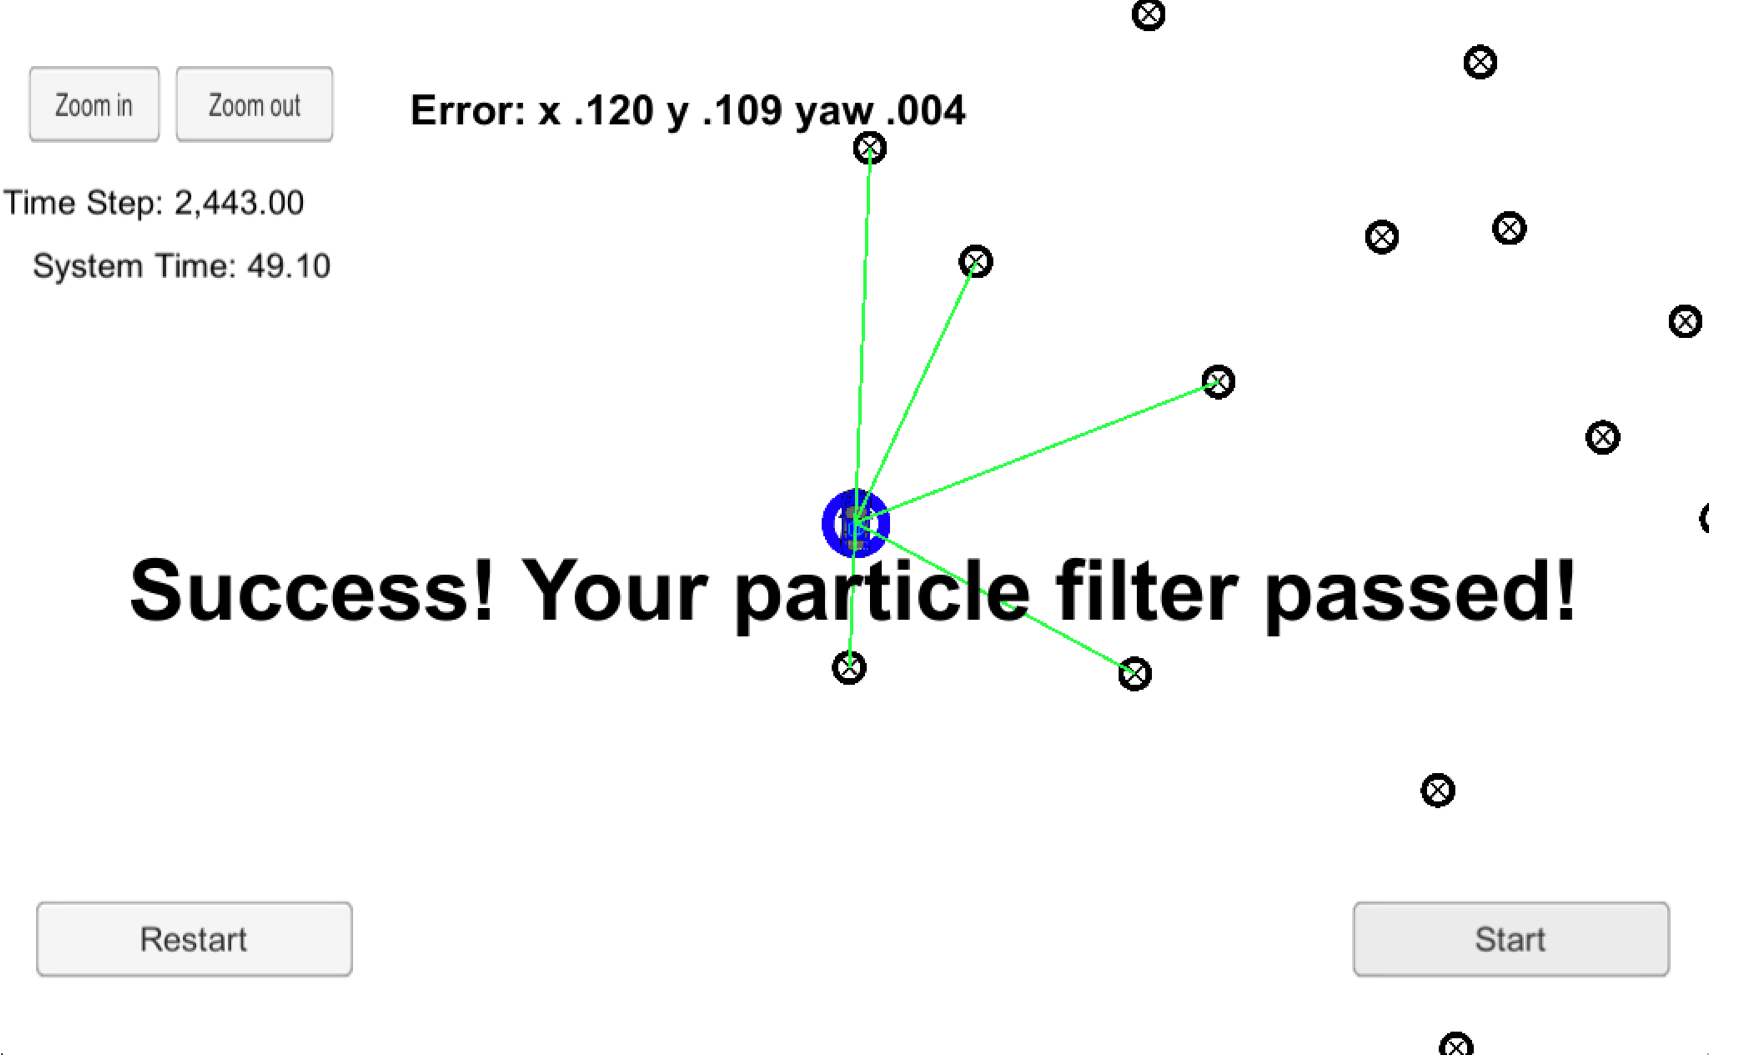 Zoom in
Zoom out
Error: x .120 y .109 yaw .004
Time Step: 2,443.00
System Time: 49.10
Success! Your particle filter passed!
Restart
Start